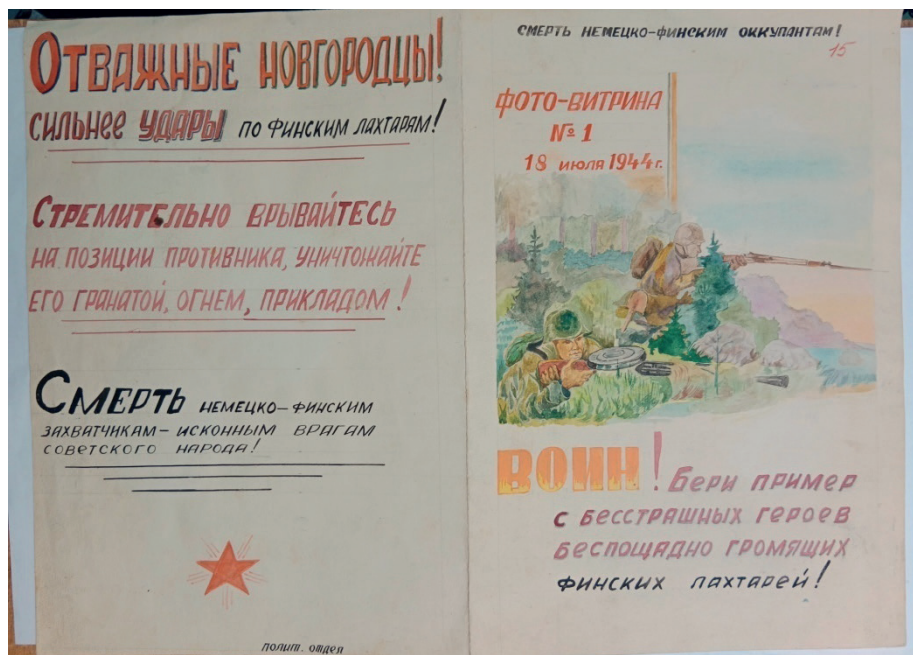 Отважные новгородцы!
сильнее удары по финским лахтарам!
Стремительно врывайтесь
на позиции противника, уничтожайте
его гранатой, огнем, прикладом!
Смерть немецко-финским
захватчикам - исконным врагам
советского народа!
полит. отдел
Смерть немецко-финским оккупантам!
15
фото-витрина
№ 1
18 июля 1944 г.
Воин! Бери пример
с бесстрашных героев
беспощадно громящих
финских лахтарей!